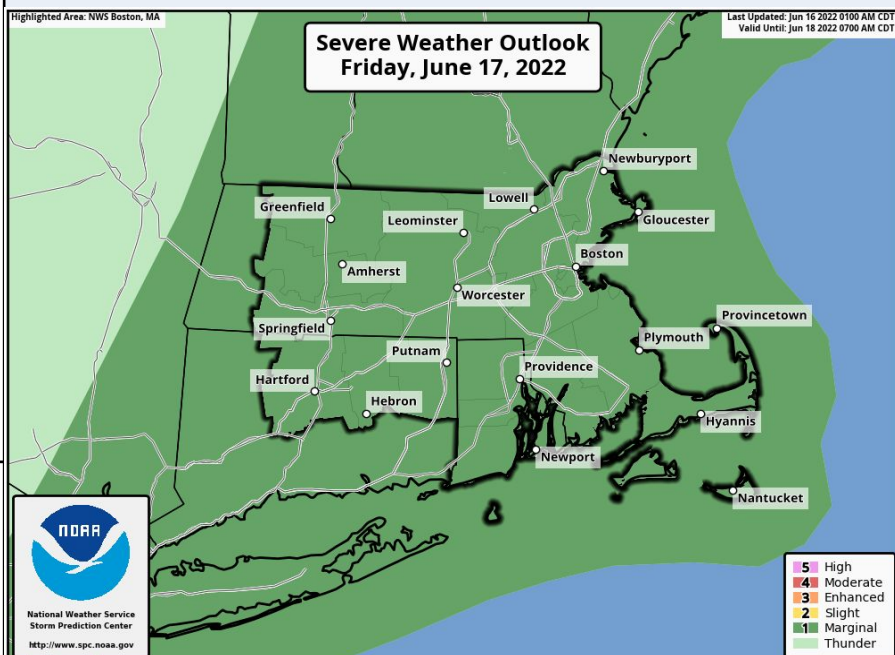 Highlighted Area: NWS Boston, MA
Last Updated: Jun 16 2022 0100 AM CDT
Valid Until: Jun 18 2022 0700 AM CDT
Severe Weather Outlook
Friday, June 17, 2022
Newburyport
Lowell
Greenfield
Leominster
Gloucester
Boston
Amherst
Worcester
Provincetown
Springfield
Plymouth
Putnam
Providence
Hartford
Hebron
Hyannis
Newport
Nantucket
NOAA
National Weather Service
Storm Prediction Center
http://www.spc.noaa.gov
5 High
4 Moderate
3 Enhanced
2 Slight
1 Marginal
Thunder